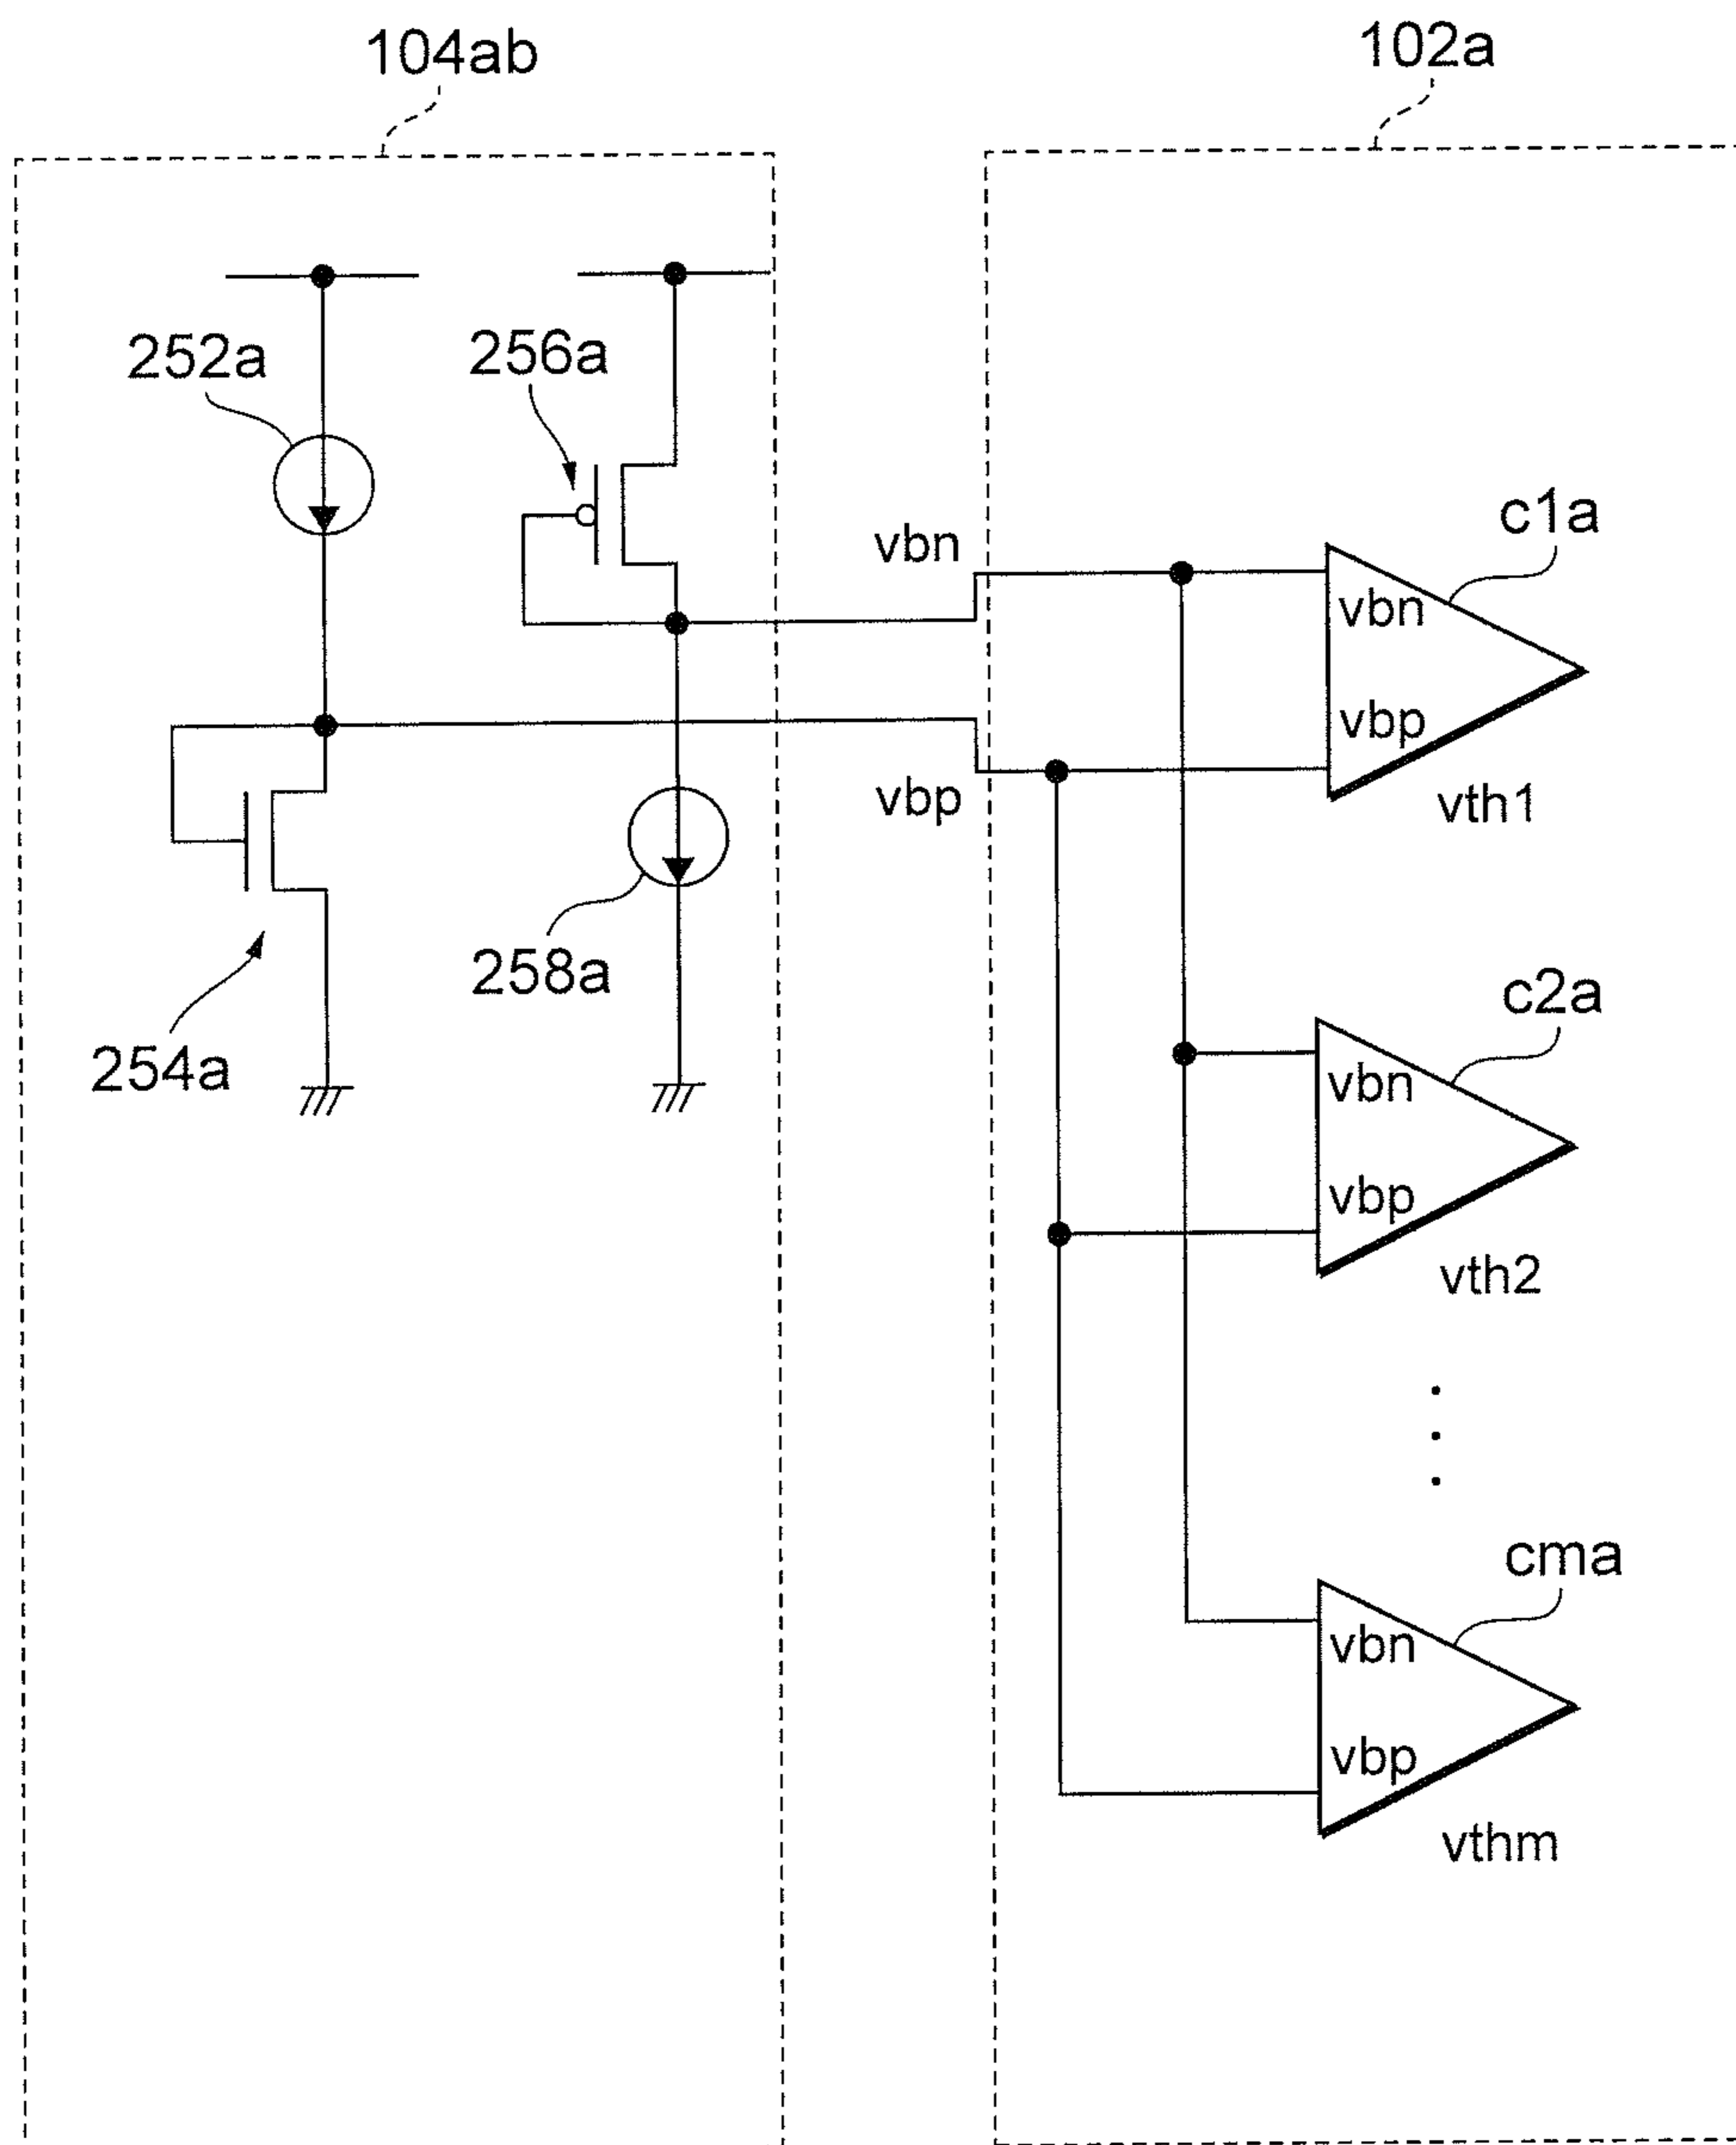 104ab
102a
252a
256a
vbn
c1a
vbn
vbp
vbp
vth1
258a
254a
c2a
vbn
vbp
vth2
cma
vbn
vbp
vthm